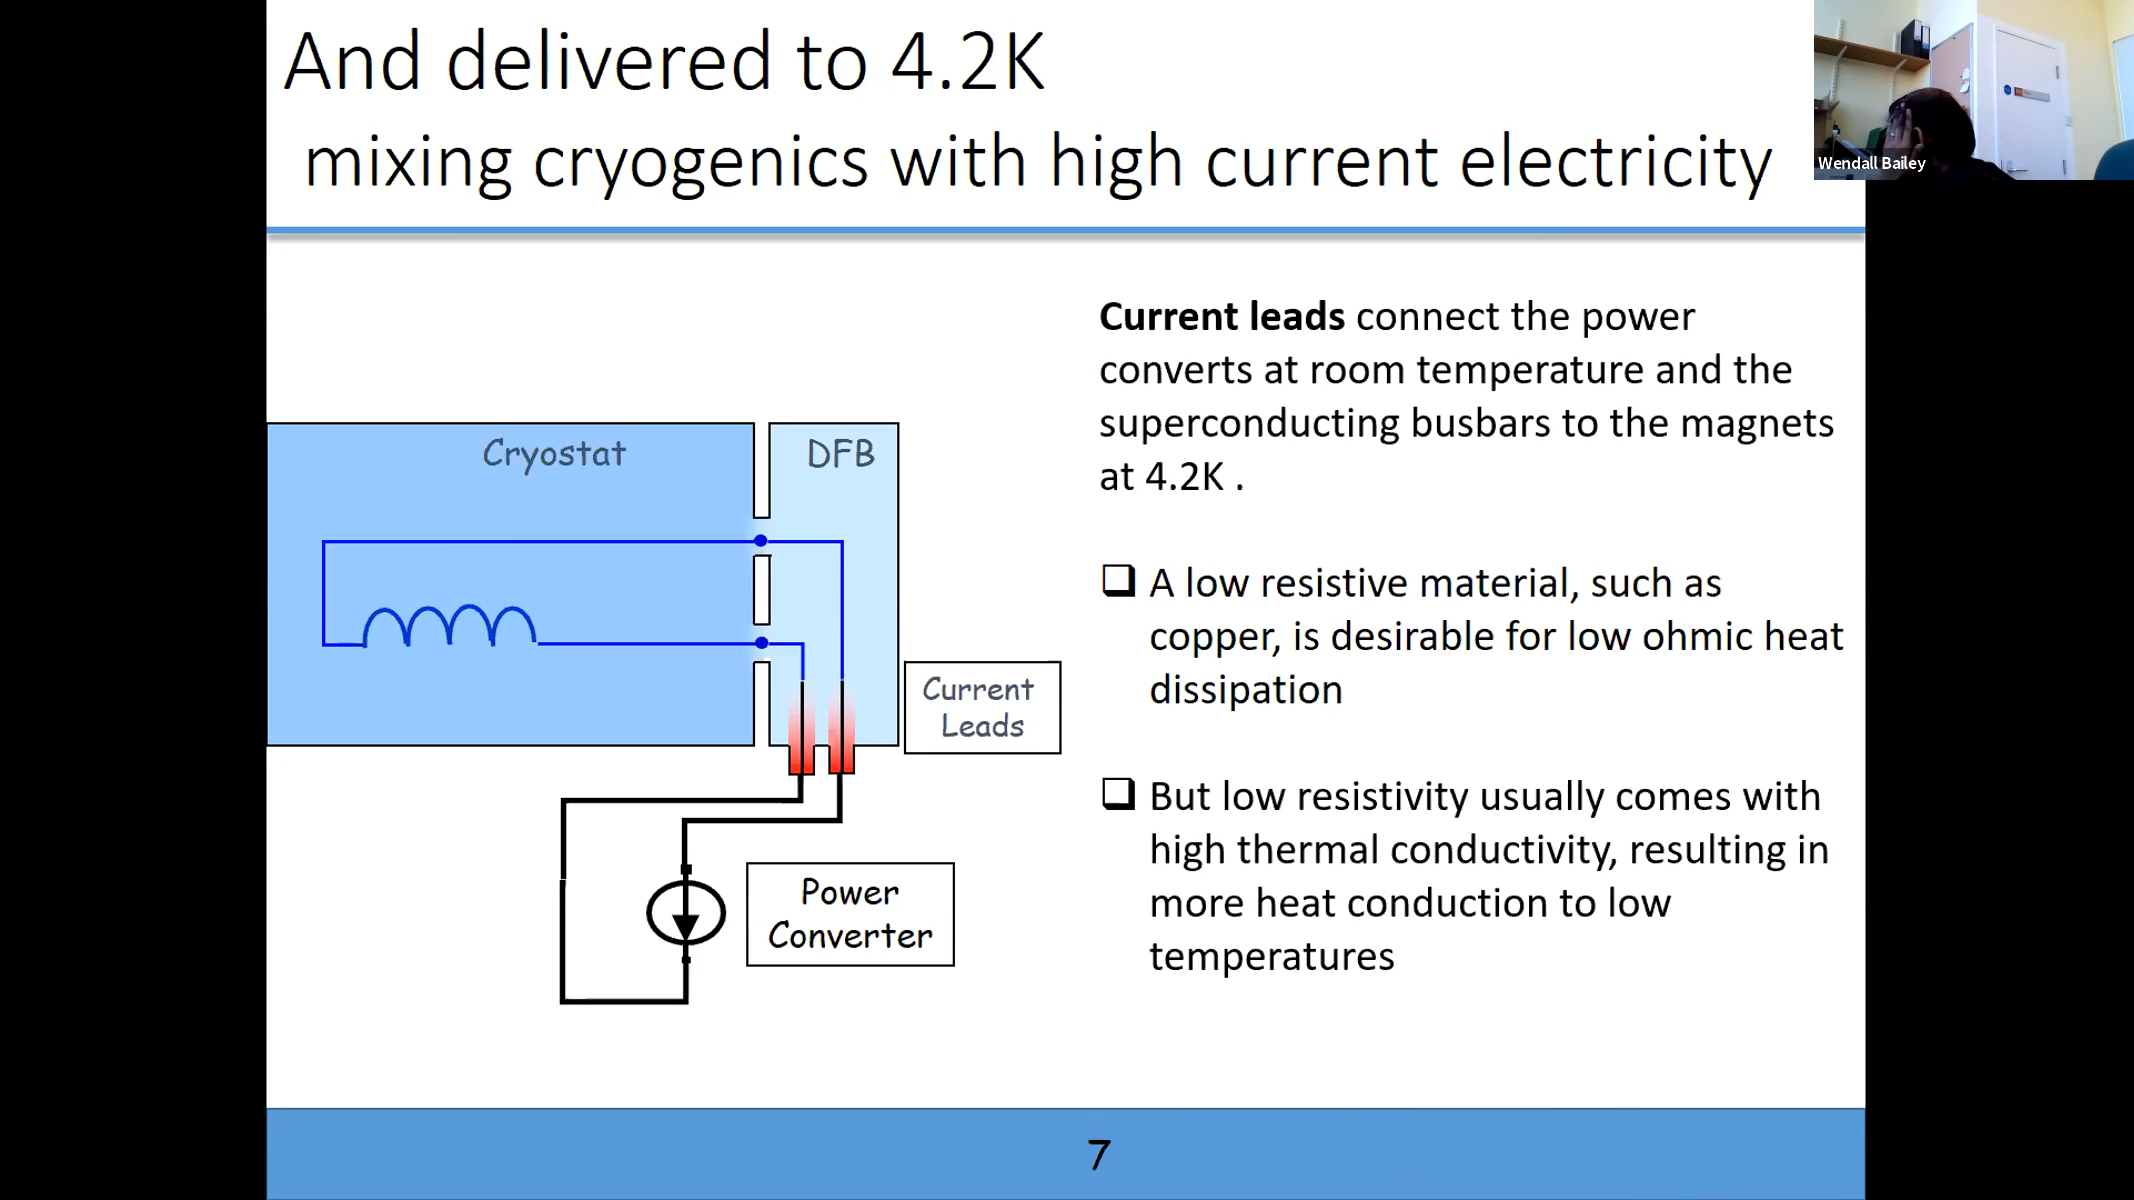 And delivered to 4.2K
mixing cryogenics with high current electricity
Wendall Bailey
Current leads connect the power
converts at room temperature and the
superconducting busbars to the magnets
at 4.2K .
A low resistive material, such as
copper, is desirable for low ohmic heat
dissipation
But low resistivity usually comes with
high thermal conductivity, resulting in
more heat conduction to low
temperatures
Cryostat
DFB
Current
Leads
Power
Converter
7